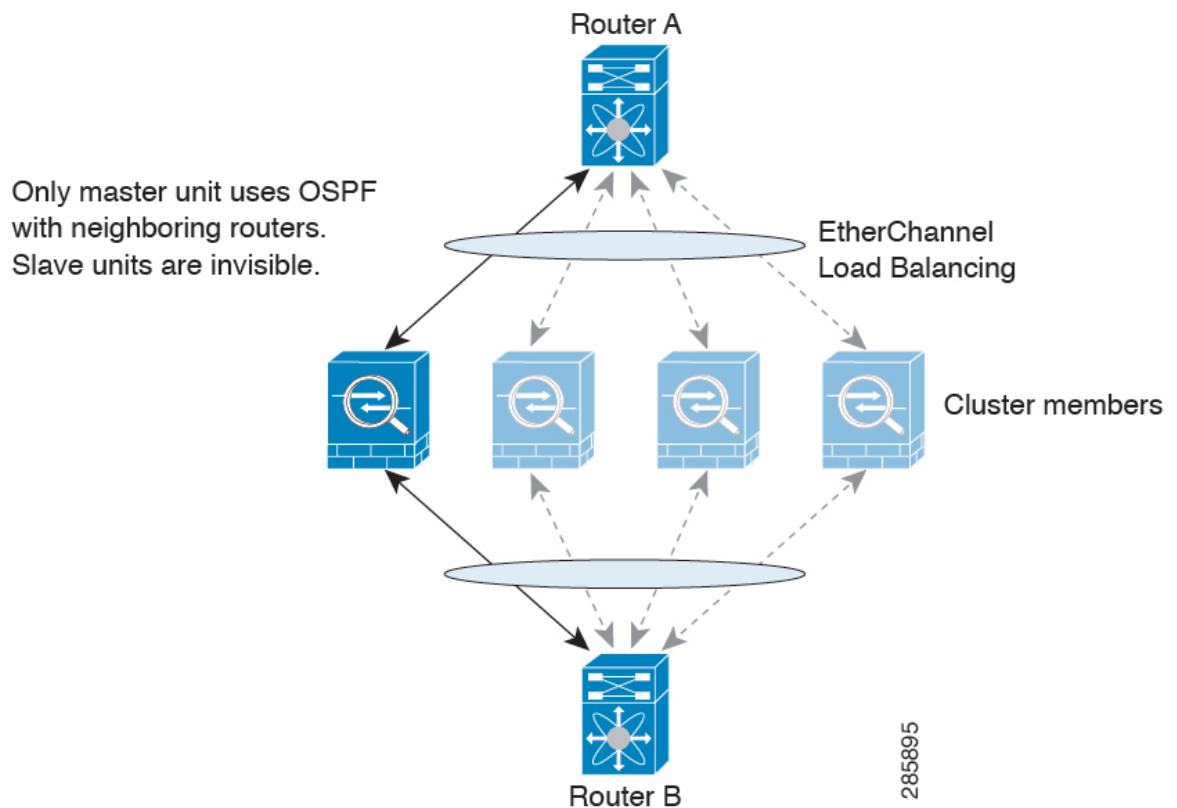 Router A
Only master unit uses OSPF
with neighboring routers.
Slave units are invisible.
EtherChannel
Load Balancing
Cluster members
Router B
285895